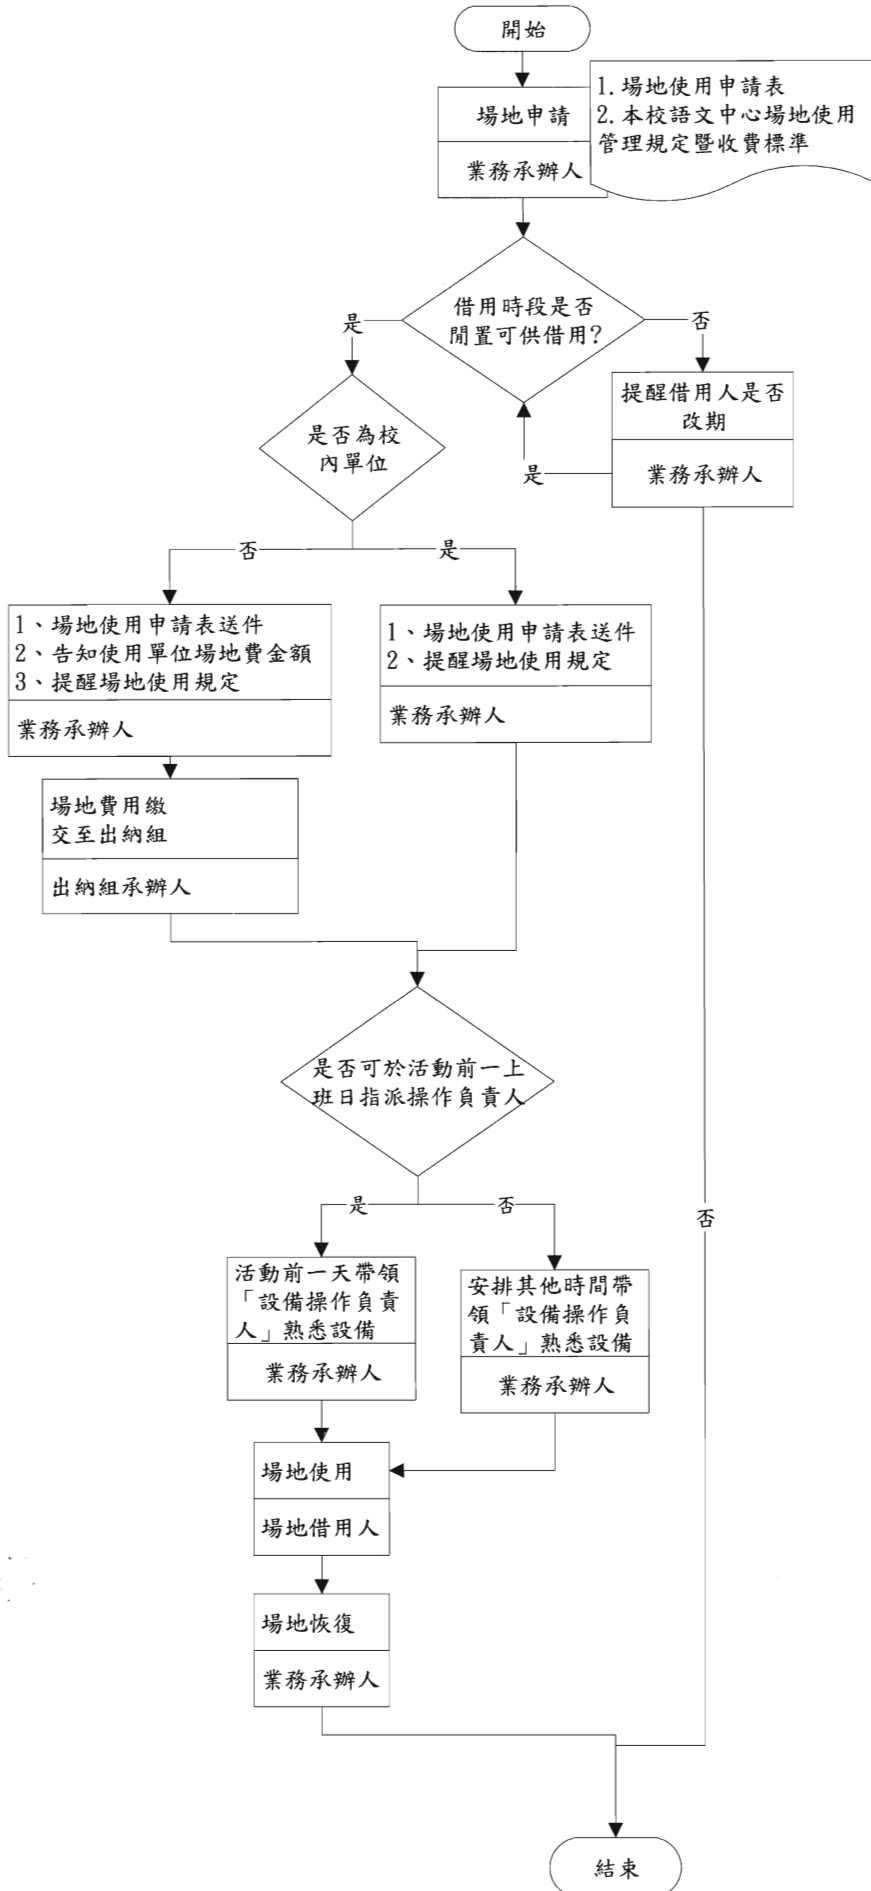 開始
場地申請
業務承辦人
1. 場地使用申請表
2. 本校語文中心場地使用
管理規定暨收費標準
借用時段是否
閒置可供借用?
是
否
提醒借用人是否
改期
業務承辦人
是
是否為校
內單位
否
是
1、場地使用申請表送件
2、告知使用單位場地費金額
3、提醒場地使用規定
業務承辦人
1、場地使用申請表送件
2、提醒場地使用規定
業務承辦人
場地費用繳
交至出納組
出納組承辦人
是否可於活動前一上
班日指派操作負責人
是
否
否
活動前一天帶領
「設備操作負責
人」熟悉設備
業務承辦人
安排其他時間帶
領「設備操作負
責人」熟悉設備
業務承辦人
場地使用
場地借用人
場地恢復
業務承辦人
結束